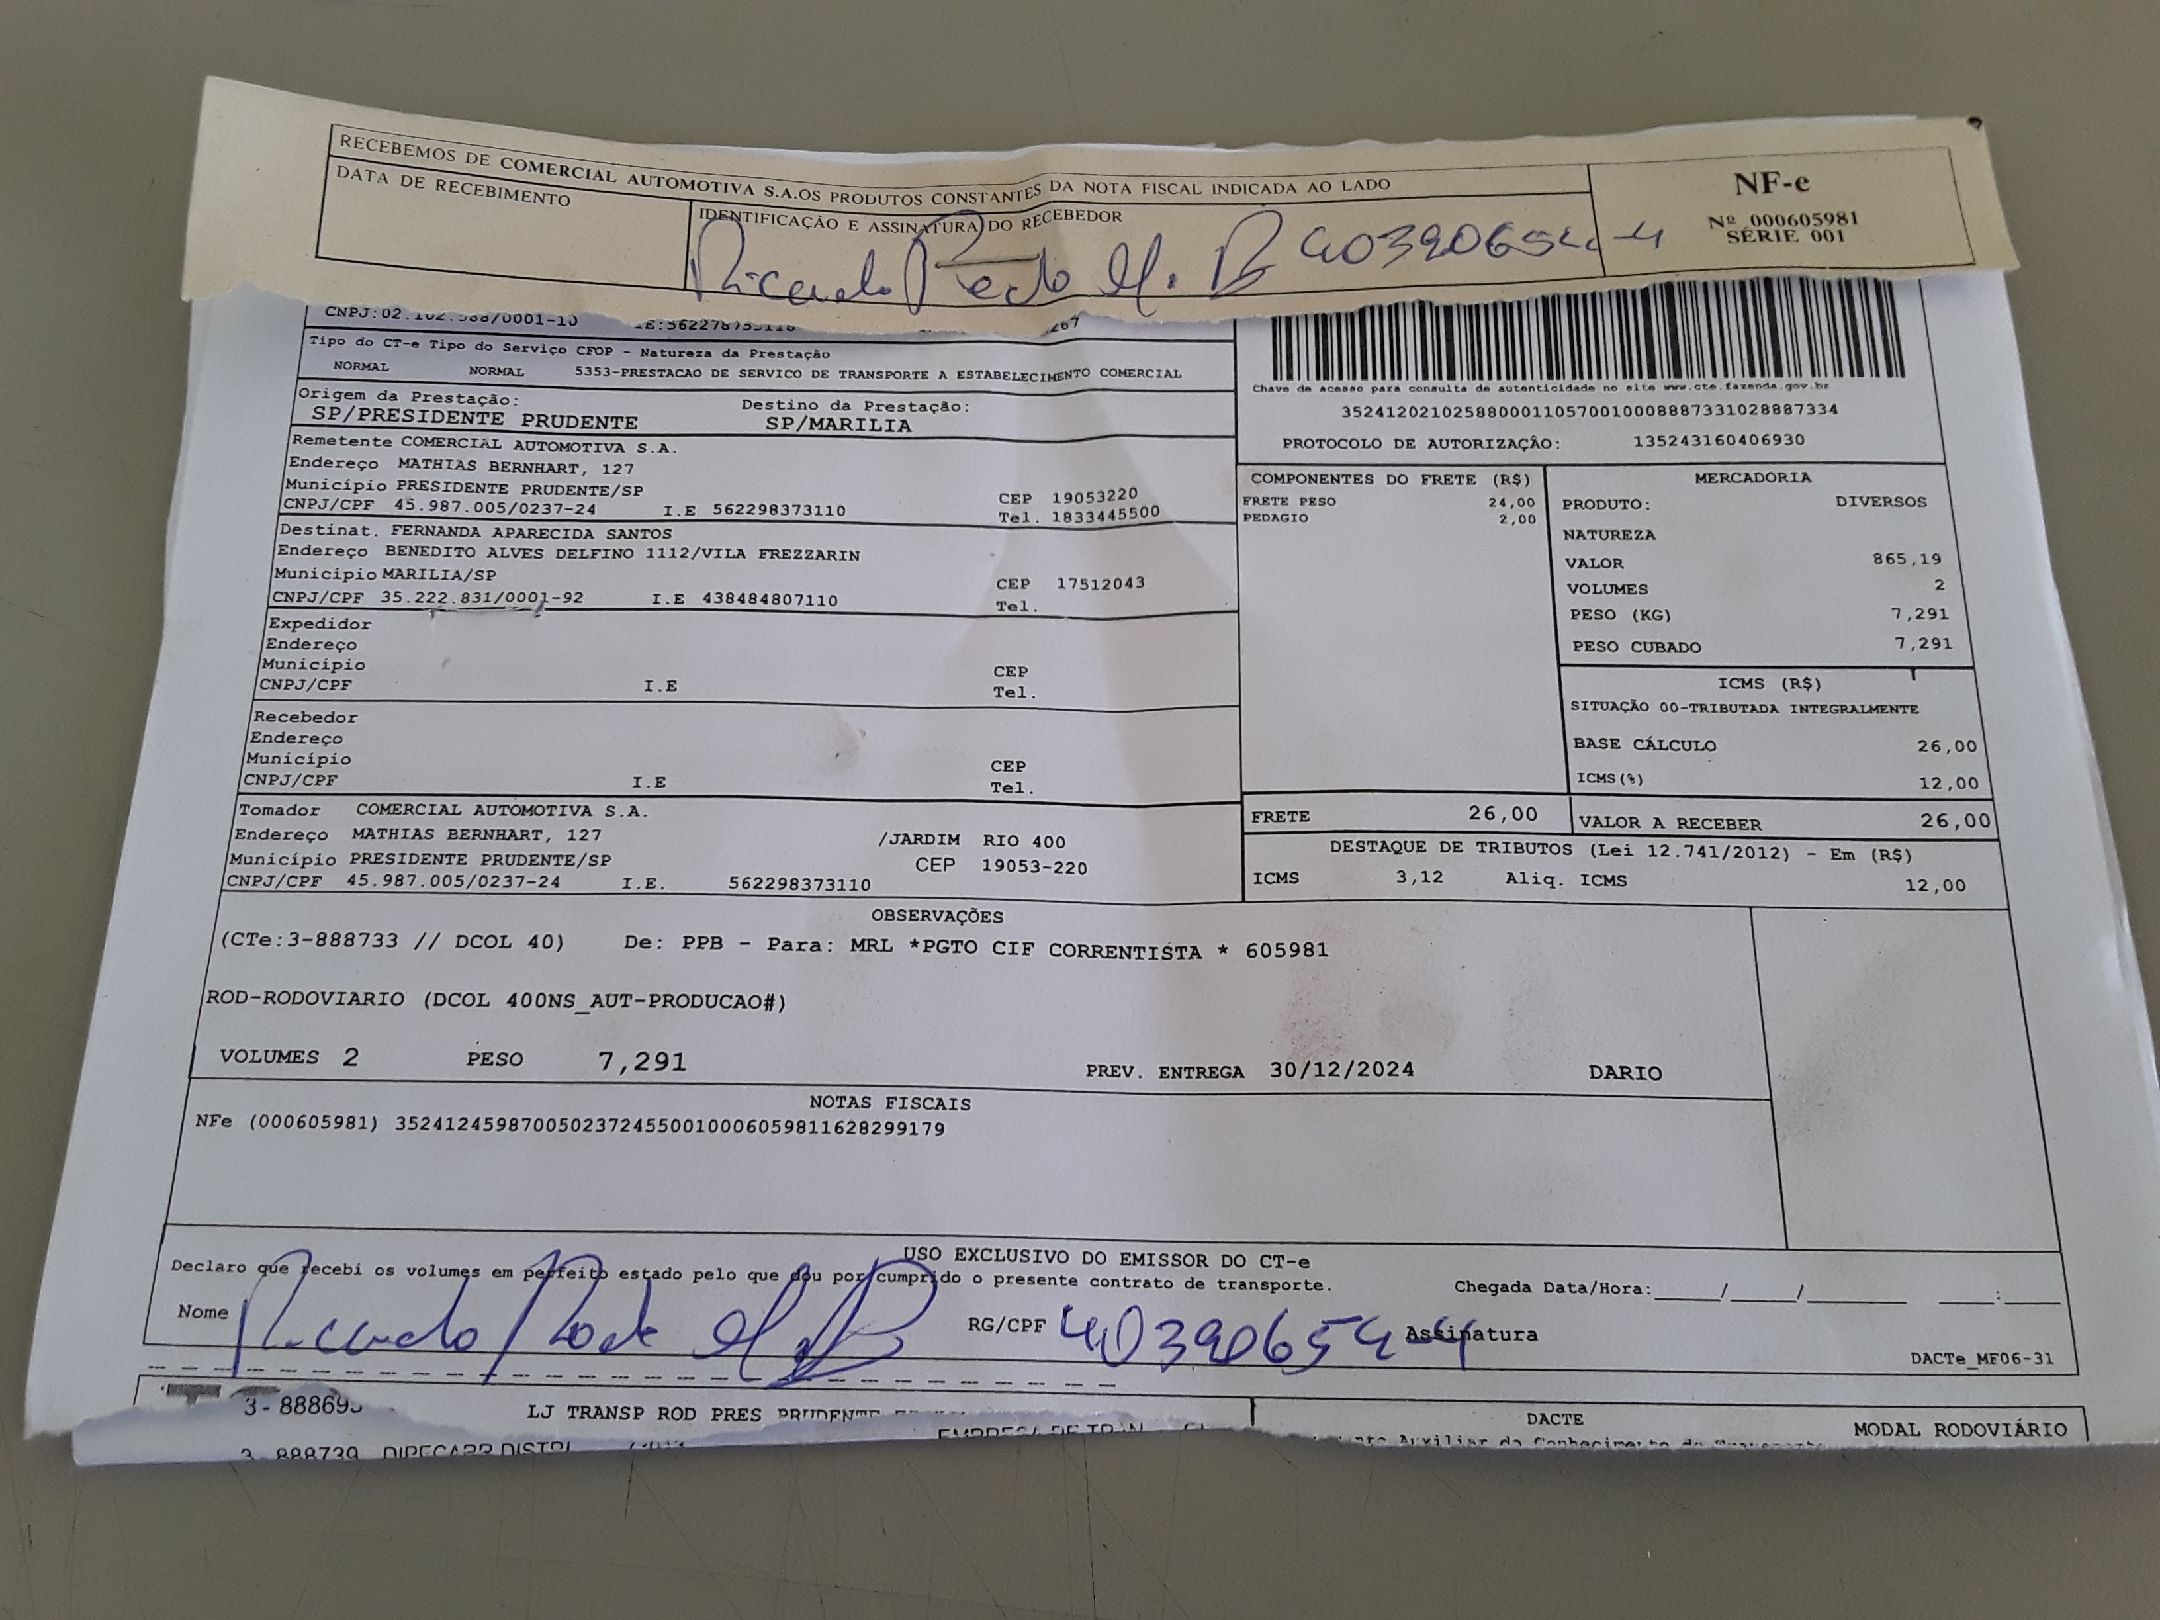 RECEBEMOS DE COMERCIAL AUTOMOTIVA S.A.OS PRODUTOS CONSTANTES DA NOTA FISCAL INDICADA AO LADO
DATA DE RECEBIMENTO
IDENTIFICAÇÃO E ASSINATURA DO RECEBEDOR
NF-e
Nº 000605981
SÉRIE 001
Ricardo
Tipo do CT-e Tipo do Serviço CFOP - Natureza da Prestação
NORMAL NORMAL 5353-PRESTACAO DE SERVICO DE TRANSPORTE A ESTABELECIMENTO COMERCIAL
Origem da Prestação: Destino da Prestação:
SP/PRESIDENTE PRUDENTE SP/MARILIA
Remetente COMERCIAL AUTOMOTIVA S.A.
Endereço MATHIAS BERNHART, 127
Município PRESIDENTE PRUDENTE/SP CEP 19053220
CNPJ/CPF 45.987.005/0237-24 I.E 562298373110 Tel. 1833445500
Destinat. FERNANDA APARECIDA SANTOS
Endereço BENEDITO ALVES DELFINO 1112/VILA FREZZARIN
Município MARILIA/SP CEP 17512043
CNPJ/CPF 35.222.831/0001-92 I.E 438484807110 Tel.
Expedidor
Endereço
Município CEP
CNPJ/CPF I.E Tel.
Recebedor
Endereço
Município CEP
CNPJ/CPF I.E Tel.
Tomador COMERCIAL AUTOMOTIVA S.A.
Endereço MATHIAS BERNHART, 127 /JARDIM RIO 400
Município PRESIDENTE PRUDENTE/SP CEP 19053-220
CNPJ/CPF 45.987.005/0237-24 I.E. 562298373110
Chave de acesso para consulta de autenticidade no site www.cte.fazenda.gov.br
35241202102588000110570010008887331028887334
PROTOCOLO DE AUTORIZAÇÃO: 135243160406930
COMPONENTES DO FRETE (R$)
FRETE PESO 24,00
PEDAGIO 2,00
MERCADORIA
PRODUTO: DIVERSOS
NATUREZA
VALOR 865,19
VOLUMES 2
PESO (KG) 7,291
PESO CUBADO 7,291
ICMS (R$)
SITUAÇÃO 00-TRIBUTADA INTEGRALMENTE
BASE CÁLCULO 26,00
ICMS(%) 12,00
FRETE 26,00 VALOR A RECEBER 26,00
DESTAQUE DE TRIBUTOS (Lei 12.741/2012) - Em (R$)
ICMS 3,12 Aliq. ICMS 12,00
OBSERVAÇÕES
(CTe:3-888733 // DCOL 40) De: PPB - Para: MRL *PGTO CIF CORRENTISTA * 605981
ROD-RODOVIARIO (DCOL 400NS_AUT-PRODUCAO#)
VOLUMES 2 PESO 7,291 PREV. ENTREGA 30/12/2024 DARIO
NOTAS FISCAIS
NFe (000605981) 35241245987005023724550010006059811628299179
USO EXCLUSIVO DO EMISSOR DO CT-e
Declaro que recebi os volumes em perfeito estado pelo que dou por cumprido o presente contrato de transporte. Chegada Data/Hora:____/____/______ ___:___
Nome Ricardo RG/CPF 40390654-4 Assinatura
DACTe_MF06-31
LJ TRANSP ROD PRES PRUDENTE
DACTE
MODAL RODOVIÁRIO
3-888739